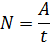 N = A/t